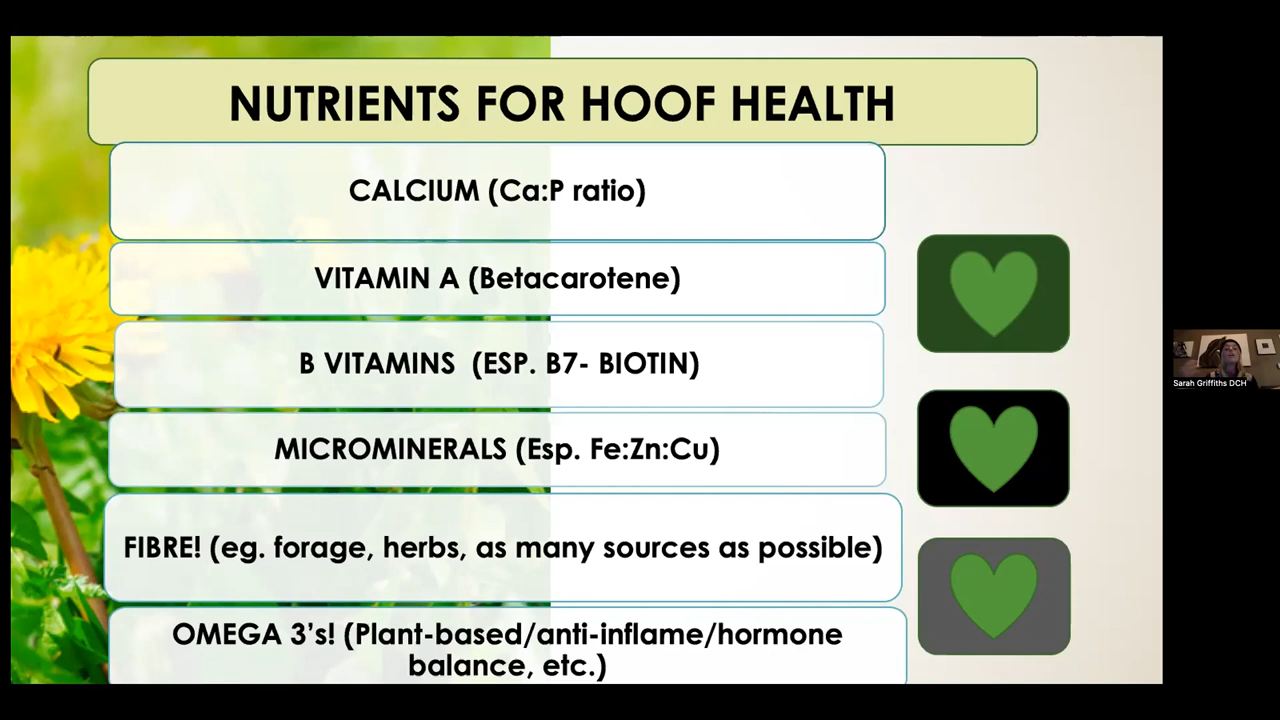 NUTRIENTS FOR HOOF HEALTH
CALCIUM (Ca:P ratio)
VITAMIN A (Betacarotene)
B VITAMINS  (ESP. B7- BIOTIN)
MICROMINERALS (Esp. Fe:Zn:Cu)
FIBRE! (eg. forage, herbs, as many sources as possible)
OMEGA 3’s! (Plant-based/anti-inflame/hormone
balance, etc.)
Sarah Griffiths DCH